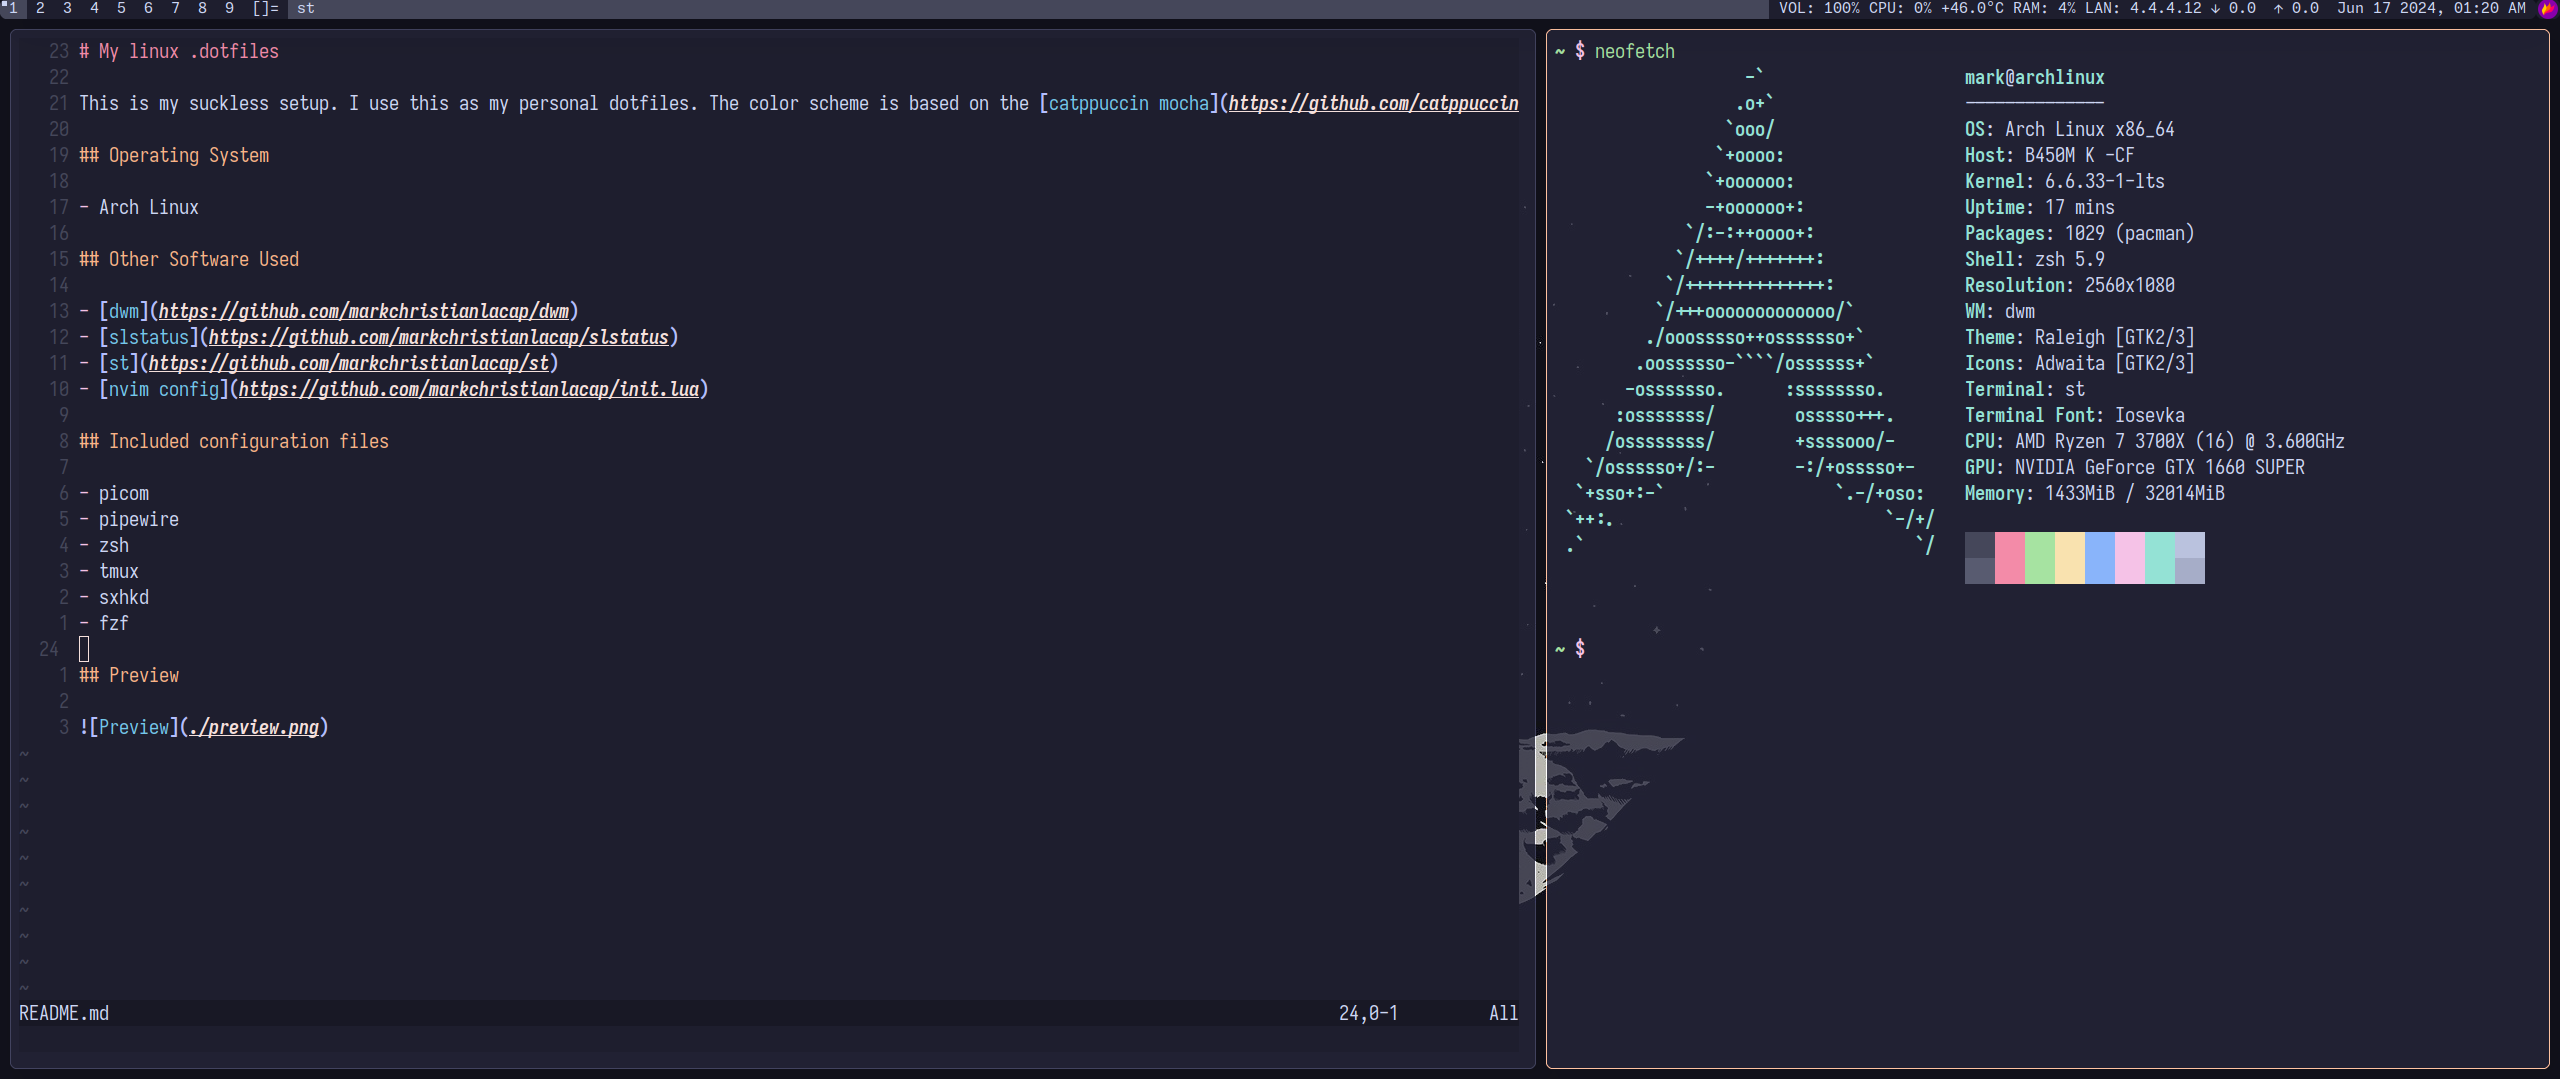 1 2 3 4 5 6 7 8 9 []= st
VOL: 100% CPU: 0% +46.0°C RAM: 4% LAN: 4.4.4.12 ↓ 0.0 ↑ 0.0 Jun 17 2024, 01:20 AM
23 # My linux .dotfiles
22
21 This is my suckless setup. I use this as my personal dotfiles. The color scheme is based on the [catppuccin mocha](https://github.com/catppuccin
20
19 ## Operating System
18
17 - Arch Linux
16
15 ## Other Software Used
14
13 - [dwm](https://github.com/markchristianlacap/dwm)
12 - [slstatus](https://github.com/markchristianlacap/slstatus)
11 - [st](https://github.com/markchristianlacap/st)
10 - [nvim config](https://github.com/markchristianlacap/init.lua)
9
8 ## Included configuration files
7
6 - picom
5 - pipewire
4 - zsh
3 - tmux
2 - sxhkd
1 - fzf
24
1 ## Preview
2
3 ![Preview](./preview.png)
~
~
~
~
~
~
~
~
~
~
README.md 24,0-1 All
~ $ neofetch
-`
.o+`
`ooo/
`+oooo:
`+oooooo:
-+oooooo+:
`/:-:++oooo+:
`/++++/+++++++:
`/++++++++++++++:
`/+++ooooooooooooo/`
./ooosssso++osssssso+`
.oossssso-````/ossssss+`
-osssssso. :ssssssso.
:osssssss/ osssso+++.
/ossssssss/ +ssssooo/-
`/ossssso+/:- -:/+osssso+-
`+sso+:-` `.-/+oso:
`++:. `-/+/
.` `/
mark@archlinux
--------------
OS: Arch Linux x86_64
Host: B450M K -CF
Kernel: 6.6.33-1-lts
Uptime: 17 mins
Packages: 1029 (pacman)
Shell: zsh 5.9
Resolution: 2560x1080
WM: dwm
Theme: Raleigh [GTK2/3]
Icons: Adwaita [GTK2/3]
Terminal: st
Terminal Font: Iosevka
CPU: AMD Ryzen 7 3700X (16) @ 3.600GHz
GPU: NVIDIA GeForce GTX 1660 SUPER
Memory: 1433MiB / 32014MiB
~ $